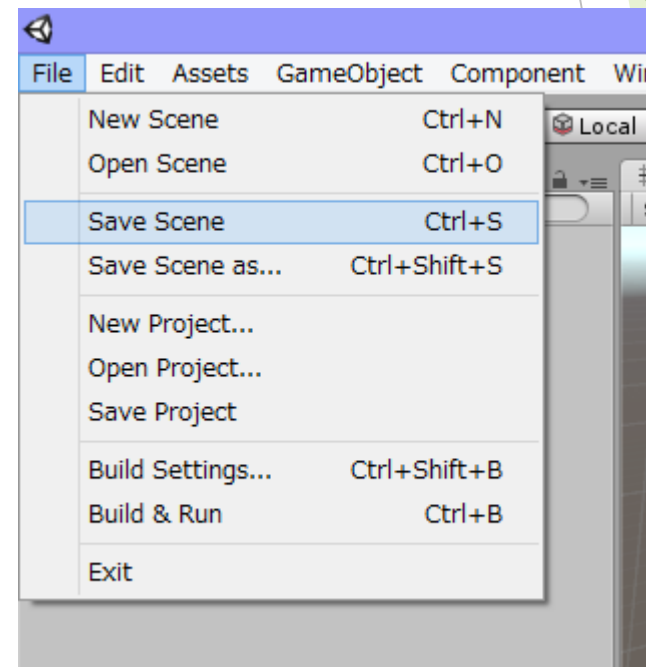 File Edit Assets GameObject Component
Local
New Scene Ctrl+N
Open Scene Ctrl+O
Save Scene Ctrl+S
Save Scene as... Ctrl+Shift+S
New Project...
Open Project...
Save Project
Build Settings... Ctrl+Shift+B
Build & Run Ctrl+B
Exit